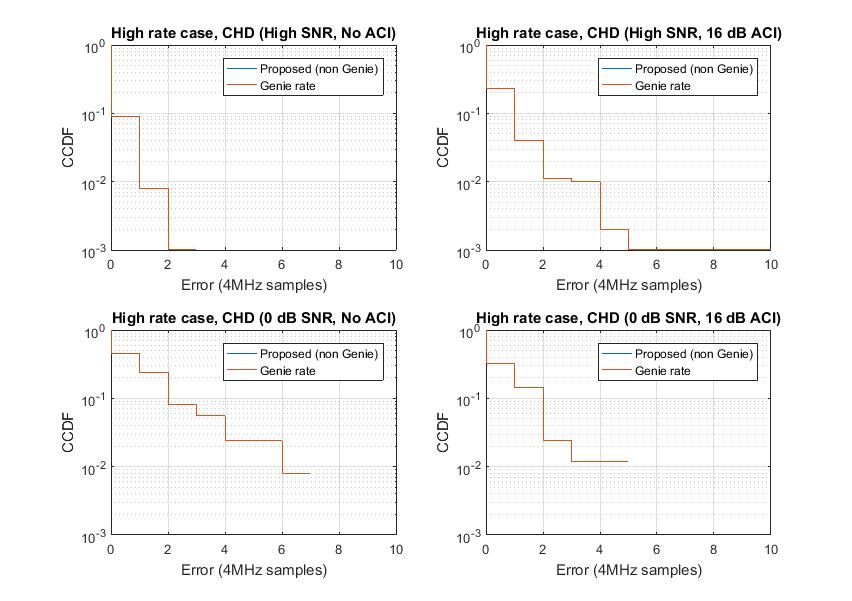 High rate case, CHD (High SNR, No ACI)
10^0
10^-1
10^-2
10^-3
CCDF
Proposed (non Genie)
Genie rate
0 2 4 6 8 10
Error (4MHz samples)
High rate case, CHD (High SNR, 16 dB ACI)
10^0
10^-1
10^-2
10^-3
CCDF
Proposed (non Genie)
Genie rate
0 2 4 6 8 10
Error (4MHz samples)
High rate case, CHD (0 dB SNR, No ACI)
10^0
10^-1
10^-2
10^-3
CCDF
Proposed (non Genie)
Genie rate
0 2 4 6 8 10
Error (4MHz samples)
High rate case, CHD (0 dB SNR, 16 dB ACI)
10^0
10^-1
10^-2
10^-3
CCDF
Proposed (non Genie)
Genie rate
0 2 4 6 8 10
Error (4MHz samples)